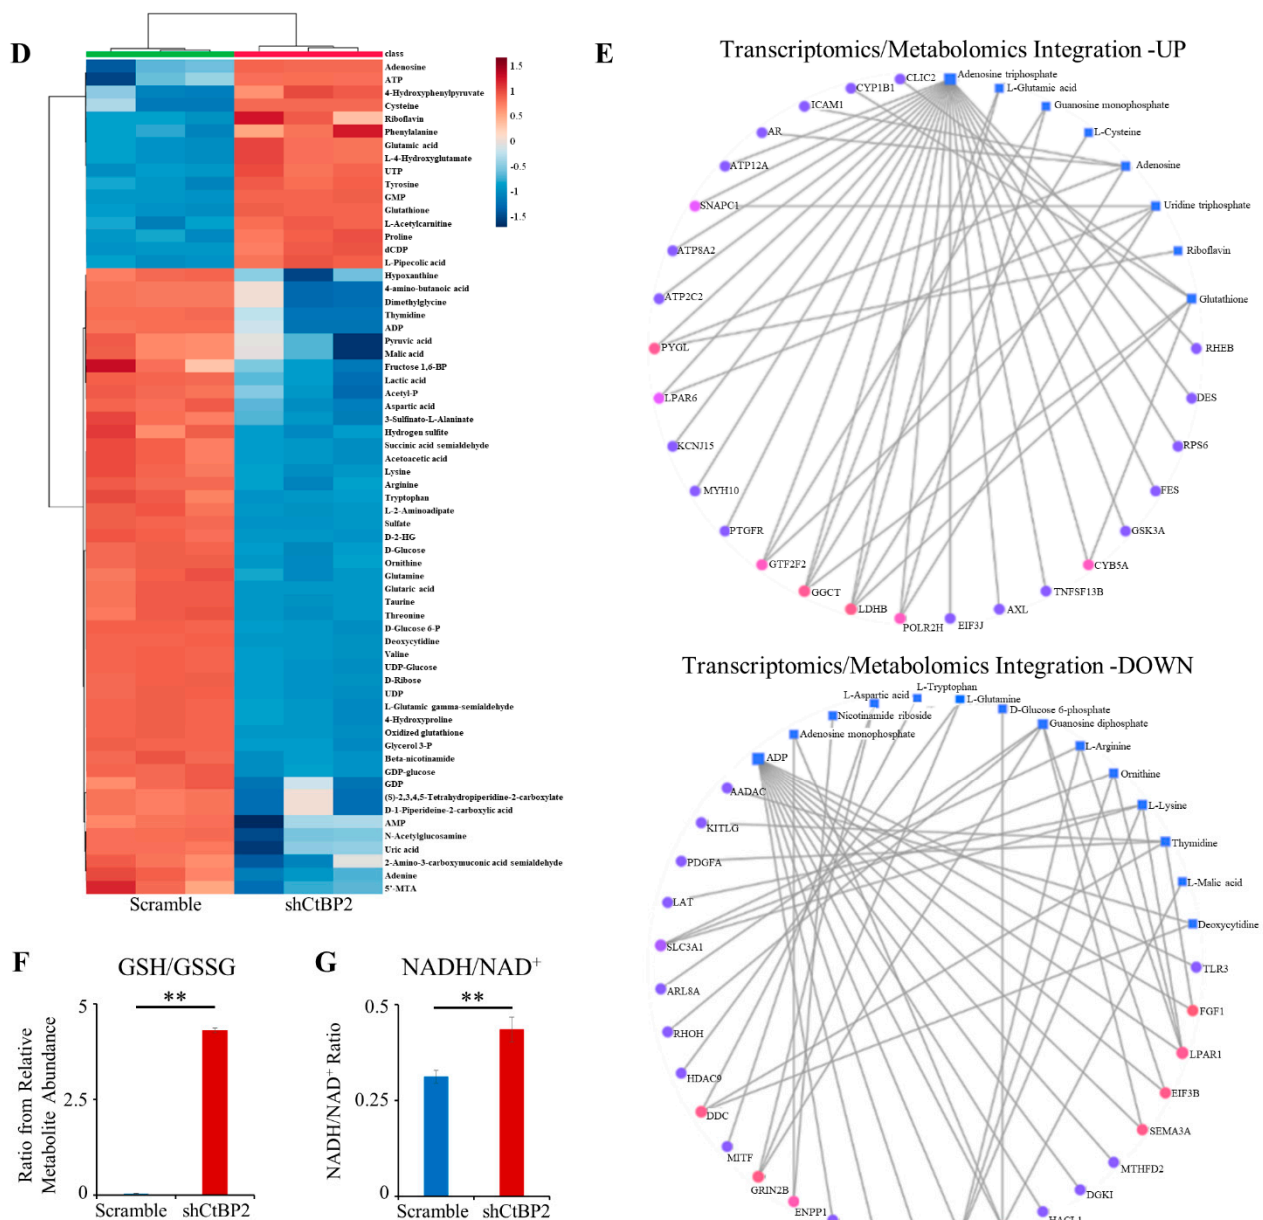 D
class
Adenosine
ATP
4-Hydroxyphenylpyruvate
Cysteine
Riboflavin
Phenylalanine
Glutamic acid
L-4-Hydroxyglutamate
UTP
Tyrosine
GMP
Glutathione
L-Acetylcarnitine
Proline
dCDP
L-Pipecolic acid
Hypoxanthine
4-amino-butanoic acid
Dimethylglycine
Thymidine
ADP
Pyruvic acid
Malic acid
Fructose 1,6-BP
Lactic acid
Acetyl-P
Aspartic acid
3-Sulfinato-L-Alaninate
Hydrogen sulfite
Succinic acid semialdehyde
Acetoacetic acid
Lysine
Arginine
Tryptophan
L-2-Aminoadipate
Sulfate
D-2-HG
D-Glucose
Ornithine
Glutamine
Glutaric acid
Taurine
Threonine
D-Glucose 6-P
Deoxycytidine
Valine
UDP-Glucose
D-Ribose
UDP
L-Glutamic gamma-semialdehyde
4-Hydroxyproline
Oxidized glutathione
Glycerol 3-P
Beta-nicotinamide
GDP-glucose
GDP
(S)-2,3,4,5-Tetrahydropiperidine-2-carboxylate
D-1-Piperideine-2-carboxylic acid
AMP
N-Acetylglucosamine
Uric acid
2-Amino-3-carboxymuconic acid semialdehyde
Adenine
5'-MTA
1.5
1
0.5
0
-0.5
-1
-1.5
Scramble shCtBP2
E
Transcriptomics/Metabolomics Integration -UP
Adenosine triphosphate
L-Glutamic acid
Guanosine monophosphate
L-Cysteine
Adenosine
Uridine triphosphate
Riboflavin
Glutathione
RHEB
DES
RPS6
FES
GSK3A
CYB5A
TNFSF13B
AXL
EIF3J
POLR2H
LDHB
GGCT
GTF2F2
PTGFR
MYH10
KCNJ15
LPAR6
PYGL
ATP2C2
ATP8A2
SNAPC1
ATP12A
AR
ICAM1
CYP1B1
CLIC2
Transcriptomics/Metabolomics Integration -DOWN
L-Tryptophan
L-Aspartic acid
L-Glutamine
Nicotinamide riboside
D-Glucose 6-phosphate
Adenosine monophosphate
Guanosine diphosphate
ADP
L-Arginine
Ornithine
L-Lysine
Thymidine
L-Malic acid
Deoxycytidine
TLR3
FGF1
LPAR1
EIF3B
SEMA3A
MTHFD2
DGKI
HACL1
ENPP1
GRIN2B
MITF
DDC
HDAC9
RHOH
ARL8A
SLC3A1
LAT
PDGFA
KITLG
AADAC
F
GSH/GSSG
**
Ratio from Relative
Metabolite Abundance
5
2.5
0
Scramble shCtBP2
G
NADH/NAD⁺
**
NADH/NAD⁺ Ratio
0.5
0.25
0
Scramble shCtBP2